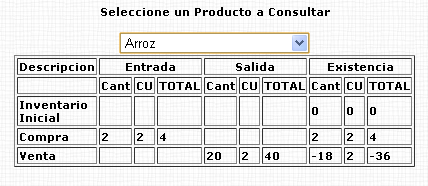 Seleccione un Producto a Consultar
Arroz
Descripcion Entrada Salida Existencia
Cant CU TOTAL Cant CU TOTAL Cant CU TOTAL
Inventario
Inicial 0 0 0
Compra 2 2 4 2 2 4
Venta 20 2 40 -18 2 -36